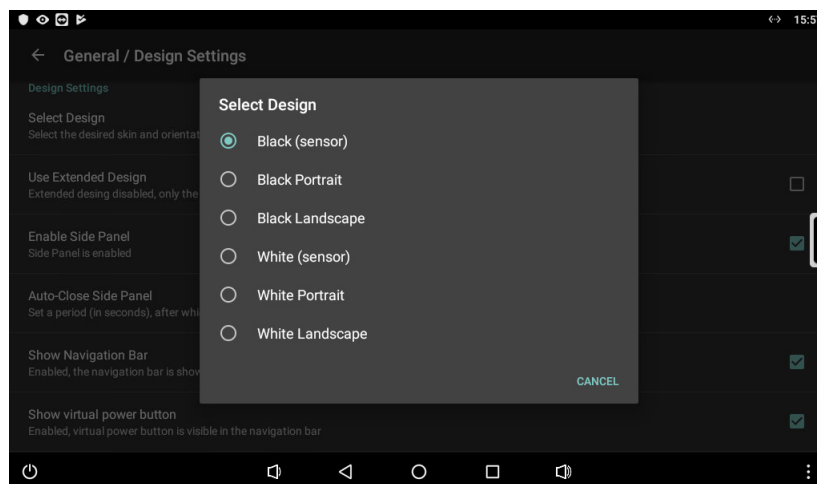 15:5
General / Design Settings
Design Settings
Select Design
Select the desired skin and orientat
Use Extended Design
Extended desing disabled, only the
Enable Side Panel
Side Panel is enabled
Auto-Close Side Panel
Set a period (in seconds), after whi
Show Navigation Bar
Enabled, the navigation bar is show
Show virtual power button
Enabled, virtual power button is visible in the navigation bar
Select Design
Black (sensor)
Black Portrait
Black Landscape
White (sensor)
White Portrait
White Landscape
CANCEL